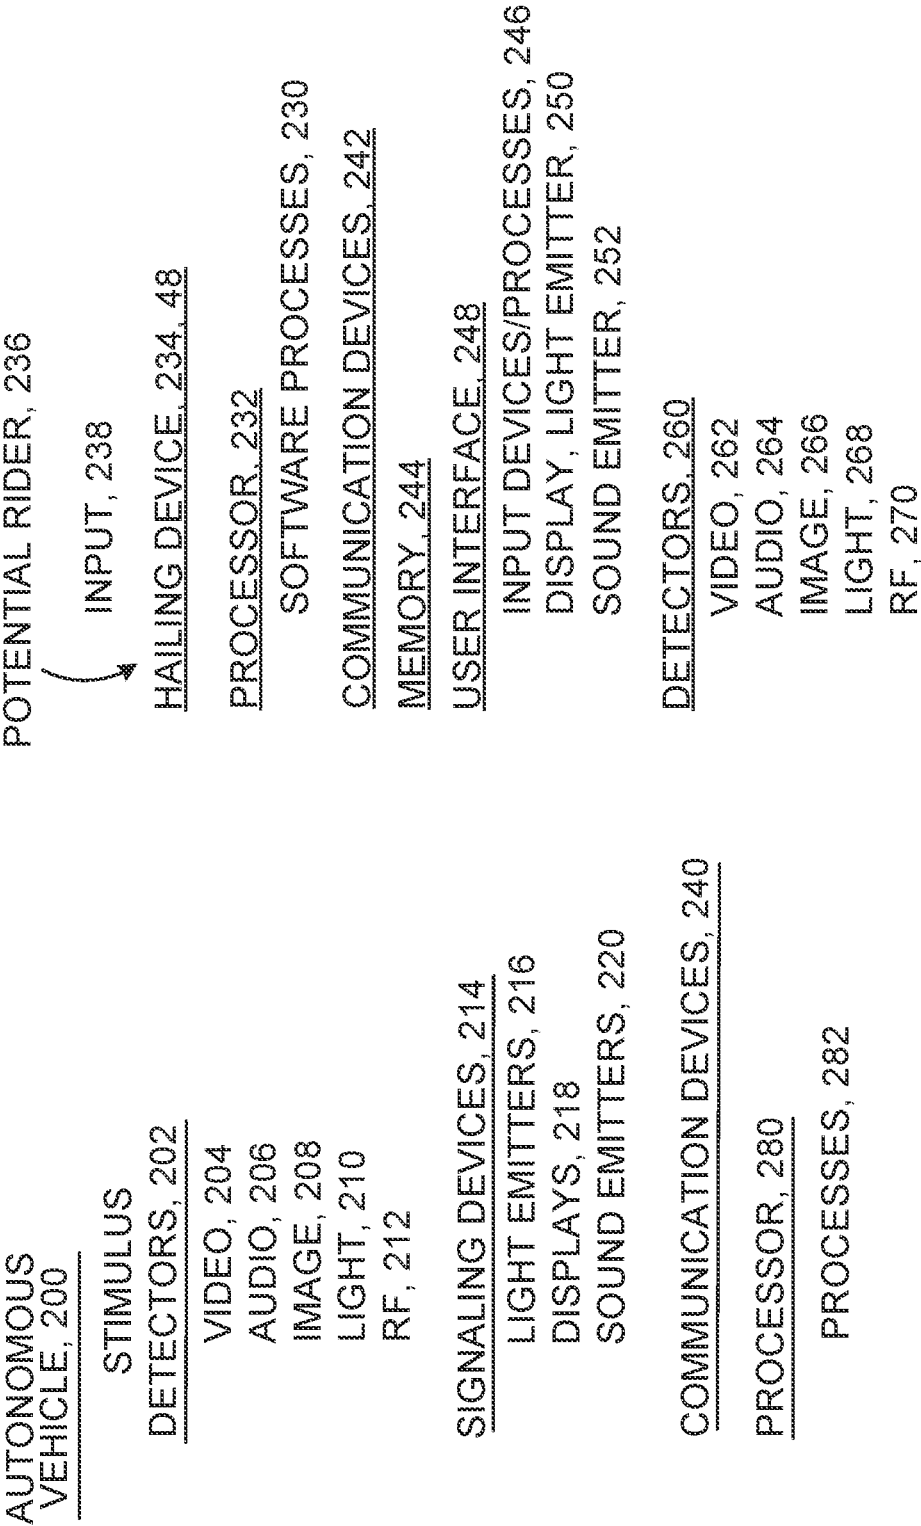 AUTONOMOUS
VEHICLE, 200
STIMULUS
DETECTORS, 202
VIDEO, 204
AUDIO, 206
IMAGE, 208
LIGHT, 210
RF, 212
SIGNALING DEVICES, 214
LIGHT EMITTERS, 216
DISPLAYS, 218
SOUND EMITTERS, 220
COMMUNICATION DEVICES, 240
PROCESSOR, 280
PROCESSES, 282
POTENTIAL RIDER, 236
INPUT, 238
HAILING DEVICE, 234, 48
PROCESSOR, 232
SOFTWARE PROCESSES, 230
COMMUNICATION DEVICES, 242
MEMORY, 244
USER INTERFACE, 248
INPUT DEVICES/PROCESSES, 246
DISPLAY, LIGHT EMITTER, 250
SOUND EMITTER, 252
DETECTORS, 260
VIDEO, 262
AUDIO, 264
IMAGE, 266
LIGHT, 268
RF, 270